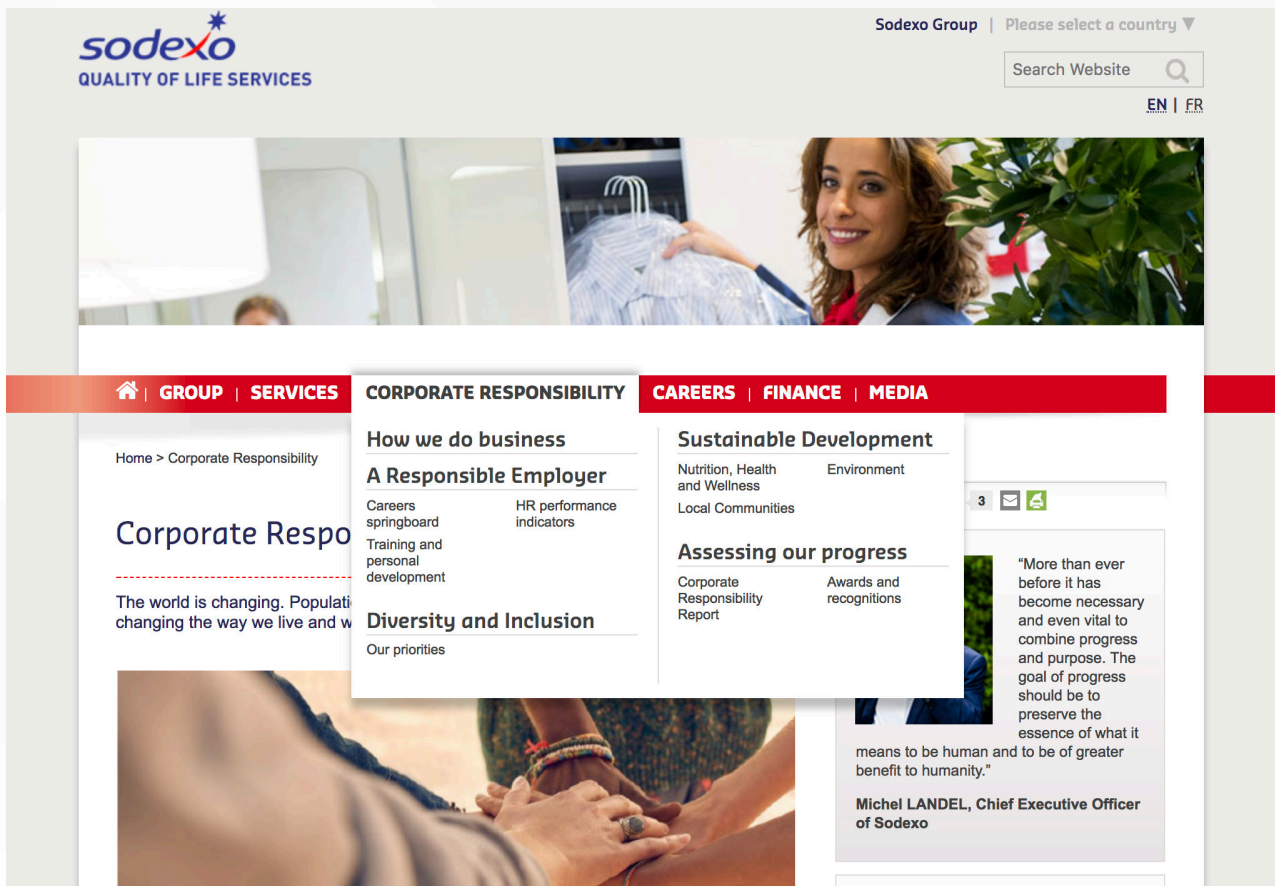 sodexo
QUALITY OF LIFE SERVICES
Sodexo Group | Please select a country ▼
Search Website
EN | FR
GROUP | SERVICES
CORPORATE RESPONSIBILITY
CAREERS | FINANCE | MEDIA
Home > Corporate Responsibility
How we do business
A Responsible Employer
Careers
springboard
HR performance
indicators
Training and
personal
development
Diversity and Inclusion
Our priorities
Sustainable Development
Nutrition, Health
and Wellness
Environment
Local Communities
Assessing our progress
Corporate
Responsibility
Report
Awards and
recognitions
Corporate Respo
The world is changing.
changing the way we live and
3
“More than ever
before it has
become necessary
and even vital to
combine progress
and purpose. The
goal of progress
should be to
preserve the
essence of what it
means to be human and to be of greater
benefit to humanity.”
Michel LANDEL, Chief Executive Officer
of Sodexo